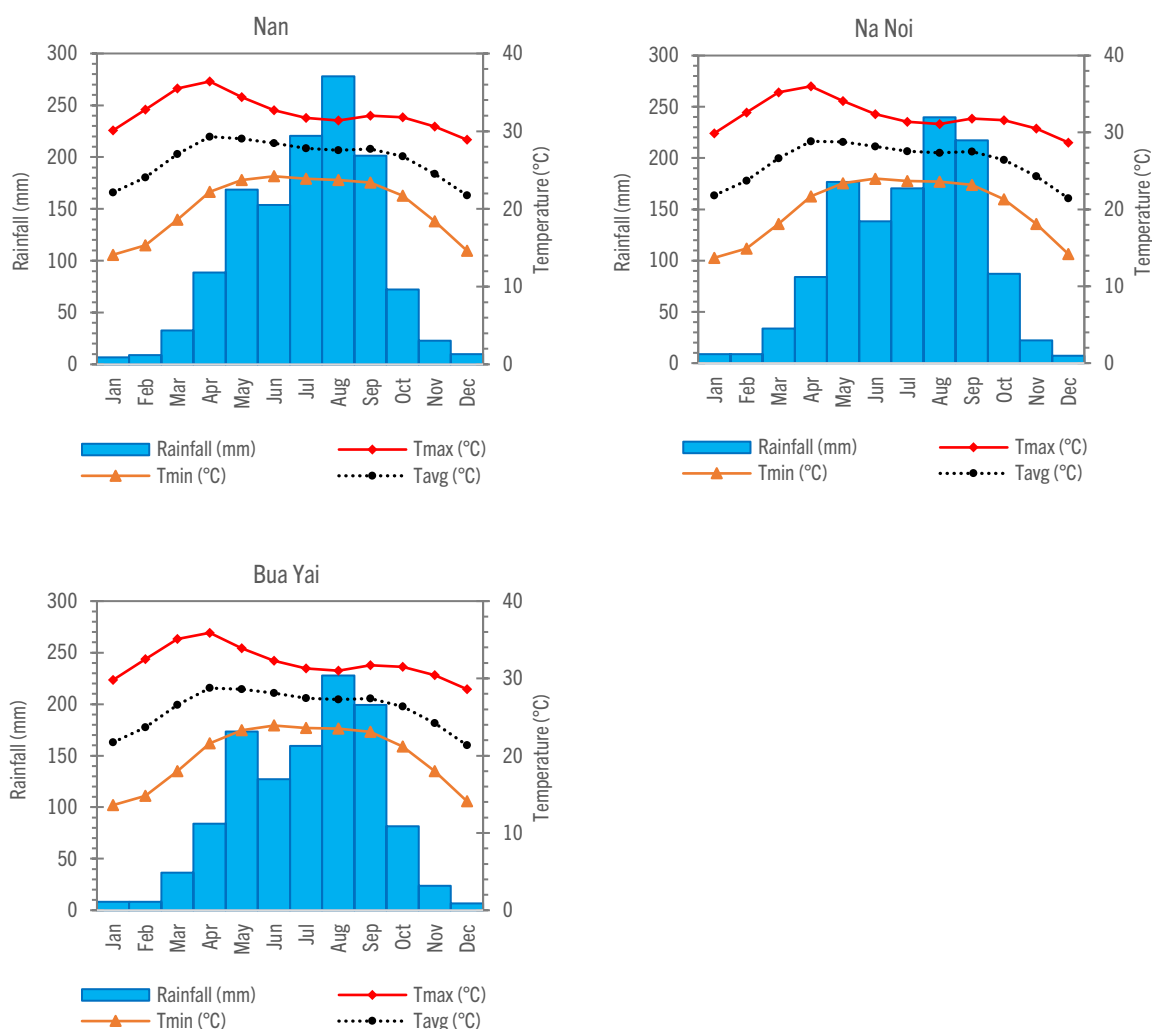 Nan
300
250
200
150
100
50
0
Rainfall (mm)
40
30
20
10
0
Temperature (°C)
Jan Feb Mar Apr May Jun Jul Aug Sep Oct Nov Dec
Rainfall (mm) Tmax (°C)
Tmin (°C) Tavg (°C)
Na Noi
300
250
200
150
100
50
0
Rainfall (mm)
40
30
20
10
0
Temperature (°C)
Jan Feb Mar Apr May Jun Jul Aug Sep Oct Nov Dec
Rainfall (mm) Tmax (°C)
Tmin (°C) Tavg (°C)
Bua Yai
300
250
200
150
100
50
0
Rainfall (mm)
40
30
20
10
0
Temperature (°C)
Jan Feb Mar Apr May Jun Jul Aug Sep Oct Nov Dec
Rainfall (mm) Tmax (°C)
Tmin (°C) Tavg (°C)